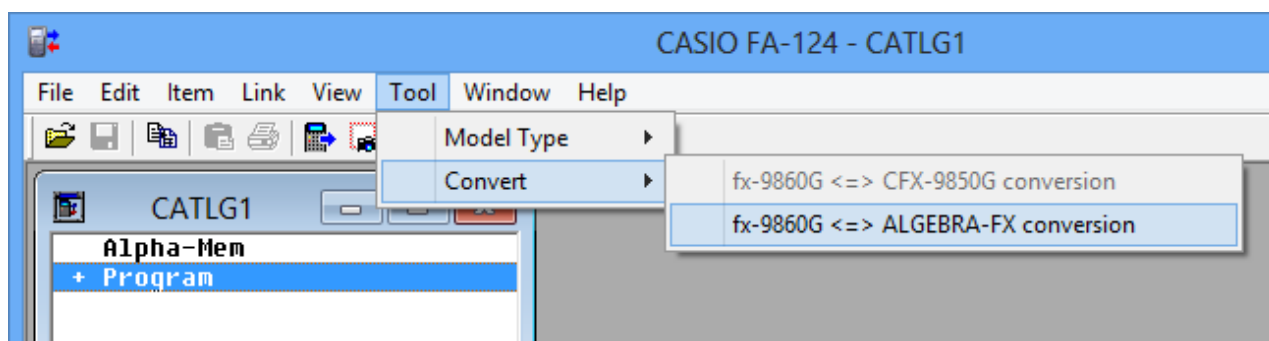 CASIO FA-124 - CATLG1
File Edit Item Link View Tool Window Help
Model Type
Convert
fx-9860G <=> CFX-9850G conversion
fx-9860G <=> ALGEBRA-FX conversion
CATLG1
Alpha-Mem
+ Program